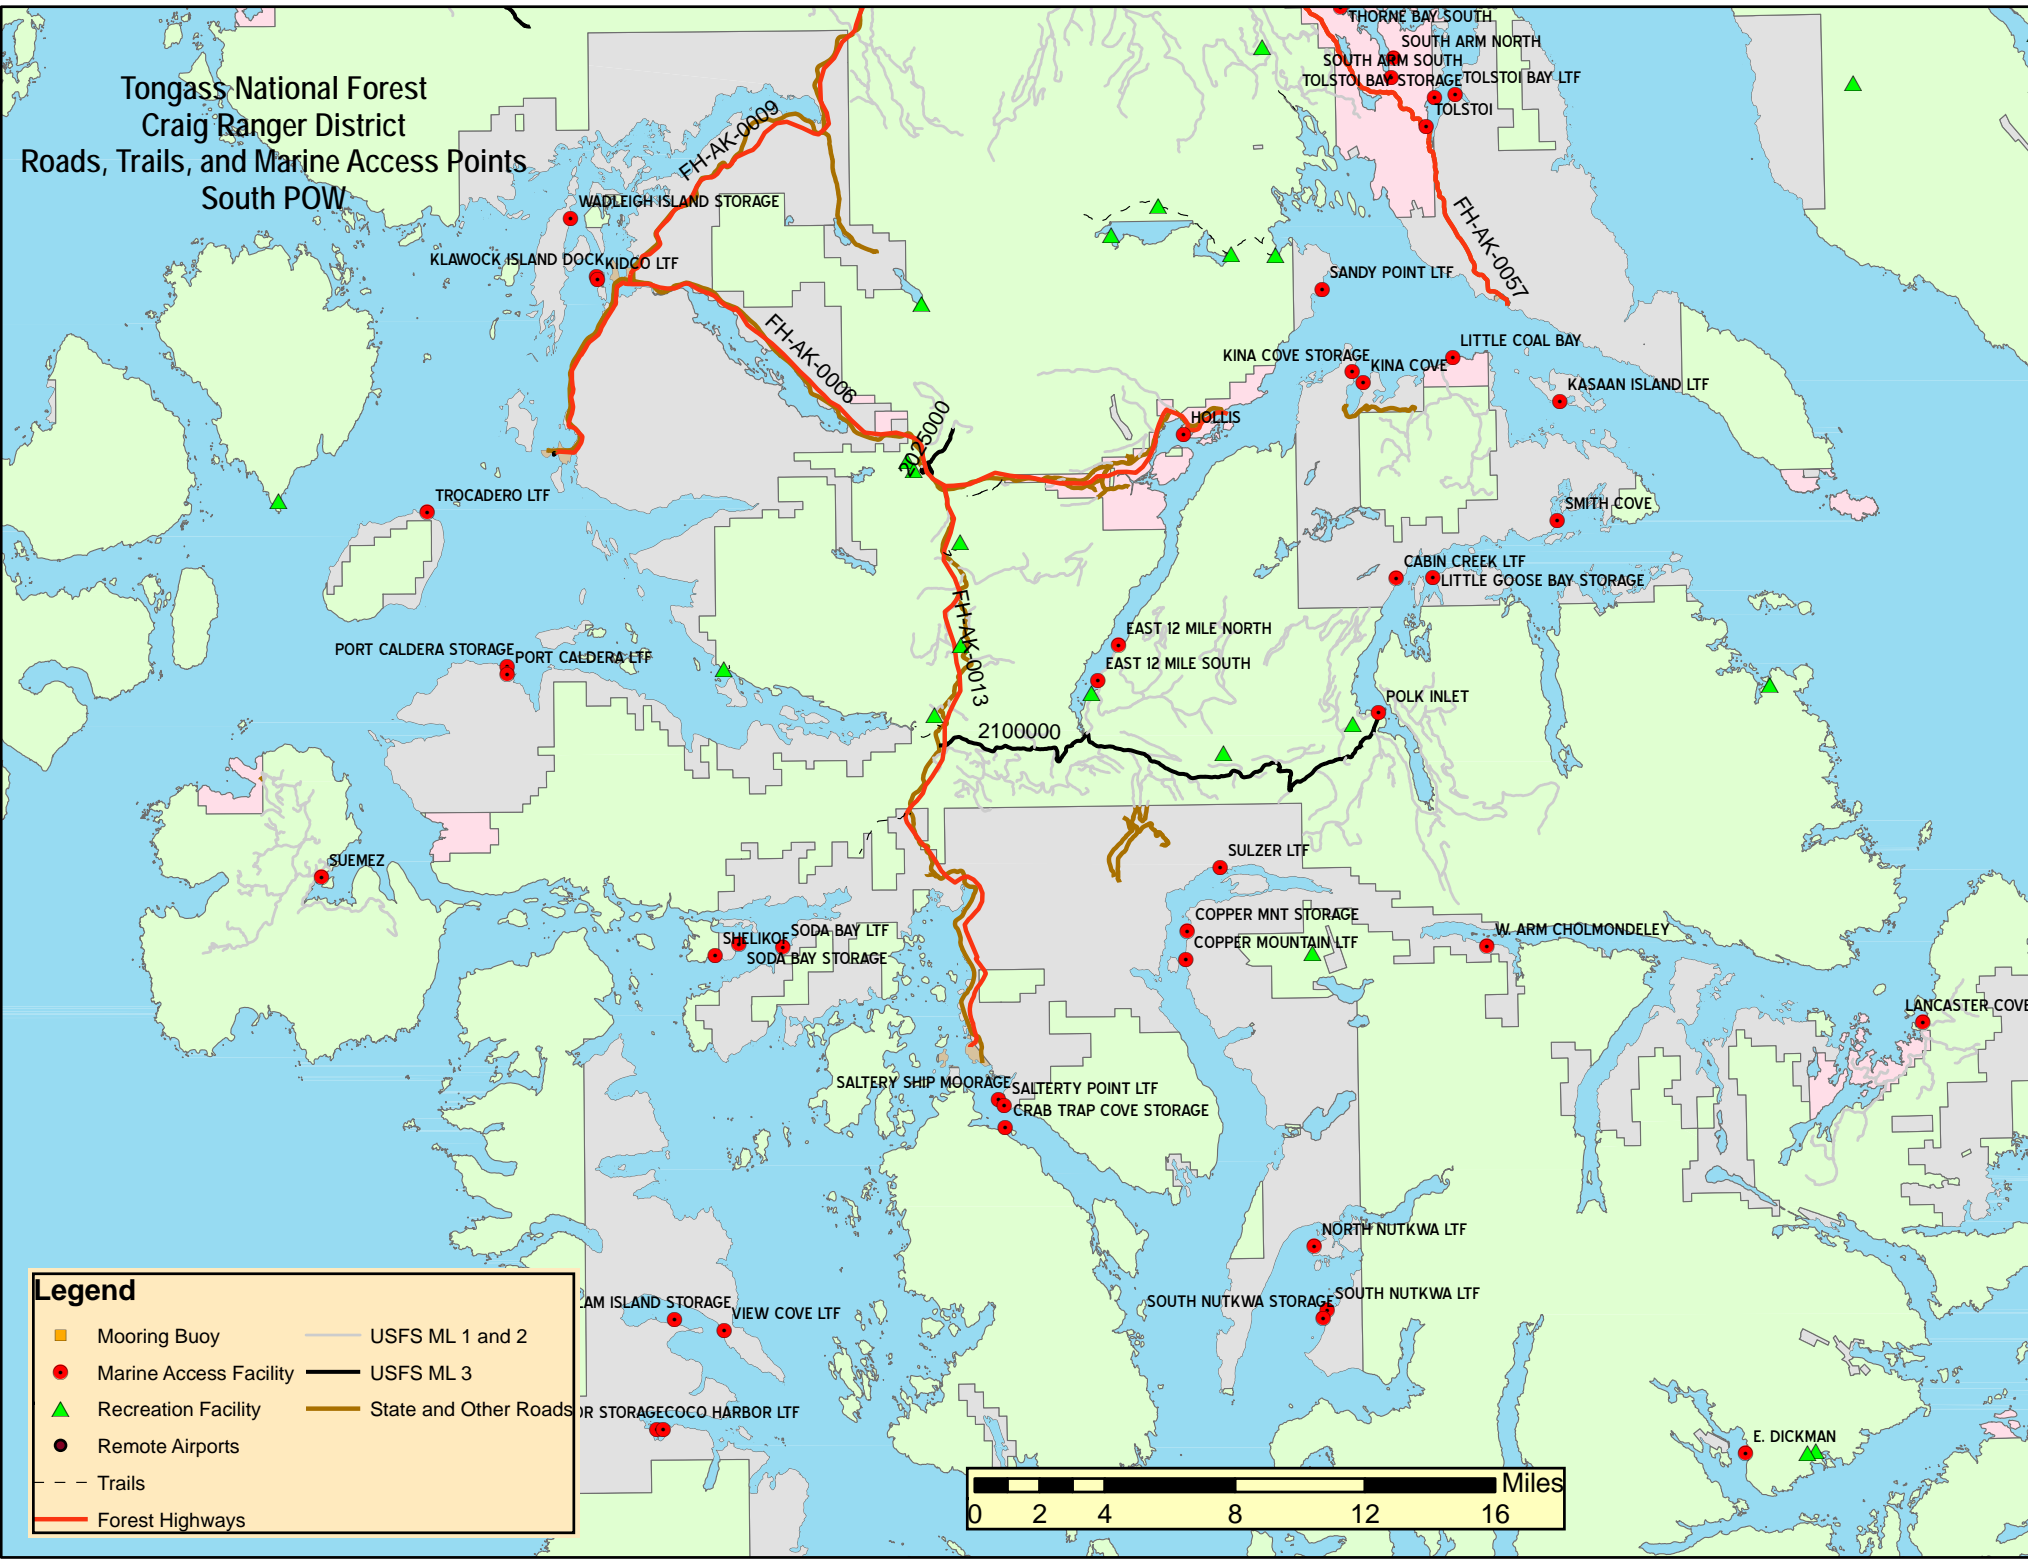 Tongass National Forest
Craig Ranger District
Roads, Trails, and Marine Access Points
South POW
THORNE BAY SOUTH
SOUTH ARM NORTH
SOUTH ARM SOUTH
TOLSTOI BAY STORAGE
TOLSTOI BAY LTF
TOLSTOI
FH-AK-0009
WADLEIGH ISLAND STORAGE
FH-AK-0057
KLAWOCK ISLAND DOCK
KIDCO LTF
SANDY POINT LTF
FH-AK-0006
LITTLE COAL BAY
KINA COVE STORAGE
KINA COVE
KASAAN ISLAND LTF
HOLLIS
2025000
TROCADERO LTF
SMITH COVE
CABIN CREEK LTF
LITTLE GOOSE BAY STORAGE
FH-AK-0013
EAST 12 MILE NORTH
PORT CALDERA STORAGE
PORT CALDERA LTF
EAST 12 MILE SOUTH
POLK INLET
2100000
SUEMEZ
SULZER LTF
COPPER MNT STORAGE
SHELIKOF
SODA BAY LTF
W. ARM CHOLMONDELEY
COPPER MOUNTAIN LTF
SODA BAY STORAGE
LANCASTER COVE
SALTERY SHIP MOORAGE
SALTERTY POINT LTF
CRAB TRAP COVE STORAGE
NORTH NUTKWA LTF
SOUTH NUTKWA STORAGE
SOUTH NUTKWA LTF
LAM ISLAND STORAGE
VIEW COVE LTF
OR STORAGE
COCO HARBOR LTF
E. DICKMAN
Legend
Mooring Buoy
Marine Access Facility
Recreation Facility
Remote Airports
Trails
Forest Highways
USFS ML 1 and 2
USFS ML 3
State and Other Roads
Miles
0 2 4 8 12 16